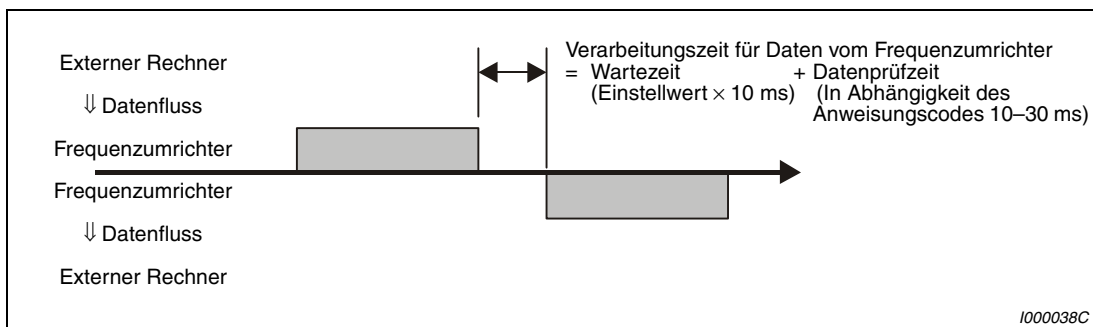 Externer Rechner
⇓ Datenfluss
Frequenzumrichter
Frequenzumrichter
⇓ Datenfluss
Externer Rechner
Verarbeitungszeit für Daten vom Frequenzumrichter
= Wartezeit + Datenprüfzeit
(Einstellwert × 10 ms) (In Abhängigkeit des
Anweisungscodes 10–30 ms)
I000038C